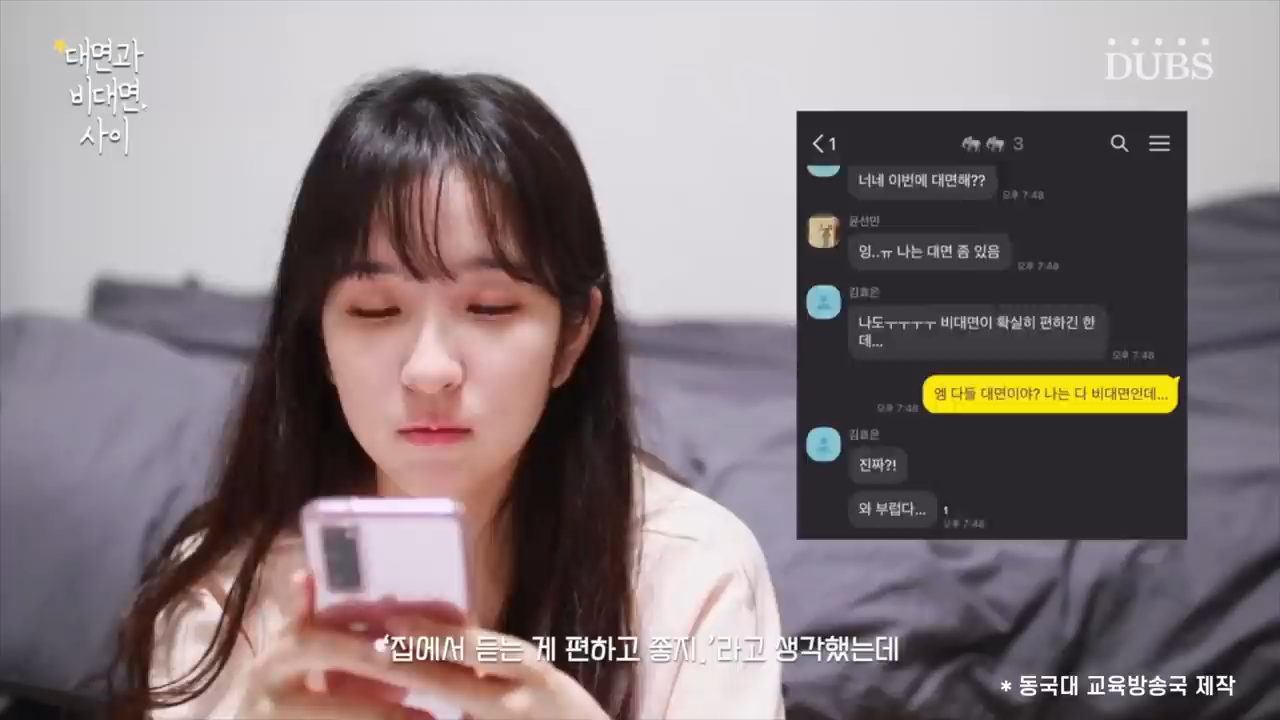 대면과
비대면,
사이
DUBS
1
3
너네 이번에 대면해??
오후 7:48
윤선민
잉..ㅠ 나는 대면 좀 있음
오후 7:48
김효은
나도ㅜㅜㅜㅜ 비대면이 확실히 편하긴 한
데...
오후 7:48
엥 다들 대면이야? 나는 다 비대면인데...
오후 7:48
김효은
진짜?!
와 부럽다...
1
오후 7:48
‘집에서 듣는 게 편하고 좋지.’라고 생각했는데
* 동국대 교육방송국 제작